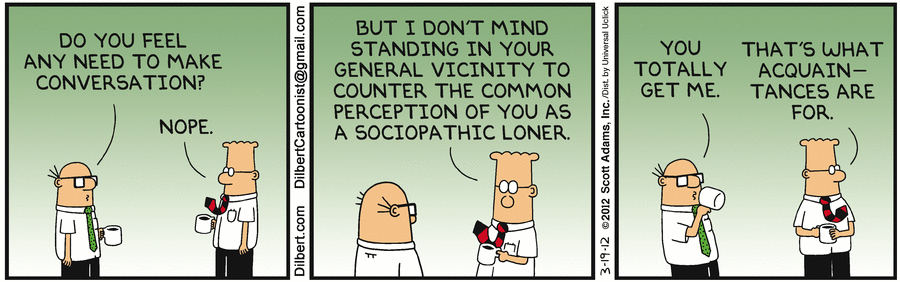 DO YOU FEEL
ANY NEED TO MAKE
CONVERSATION?
NOPE.
Dilbert.com DilbertCartoonist@gmail.com
BUT I DON'T MIND
STANDING IN YOUR
GENERAL VICINITY TO
COUNTER THE COMMON
PERCEPTION OF YOU AS
A SOCIOPATHIC LONER.
3-19-12 ©2012 Scott Adams, Inc./Dist. by Universal Uclick
YOU
TOTALLY
GET ME.
THAT'S WHAT
ACQUAIN-
TANCES ARE
FOR.